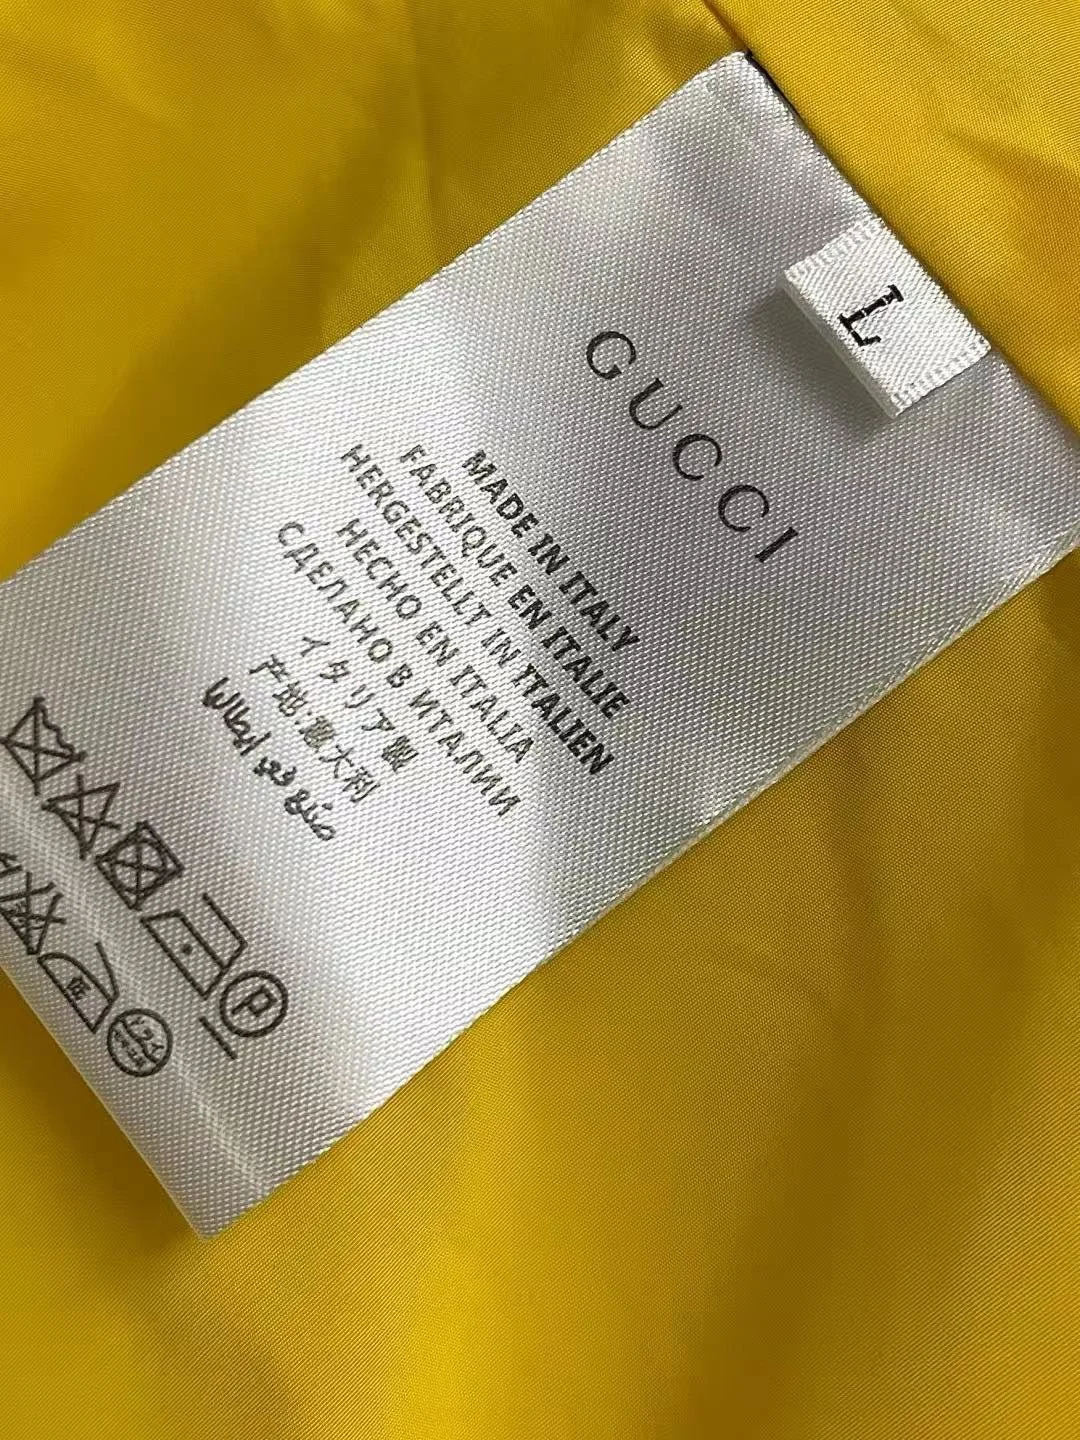 L
GUCCI
MADE IN ITALY
FABRIQUE EN ITALIE
HERGESTELLT IN ITALIEN
HECHO EN ITALIA
СДЕЛАНО В ИТАЛИИ
イタリア製
产地:意大利
صنع في إيطاليا
P